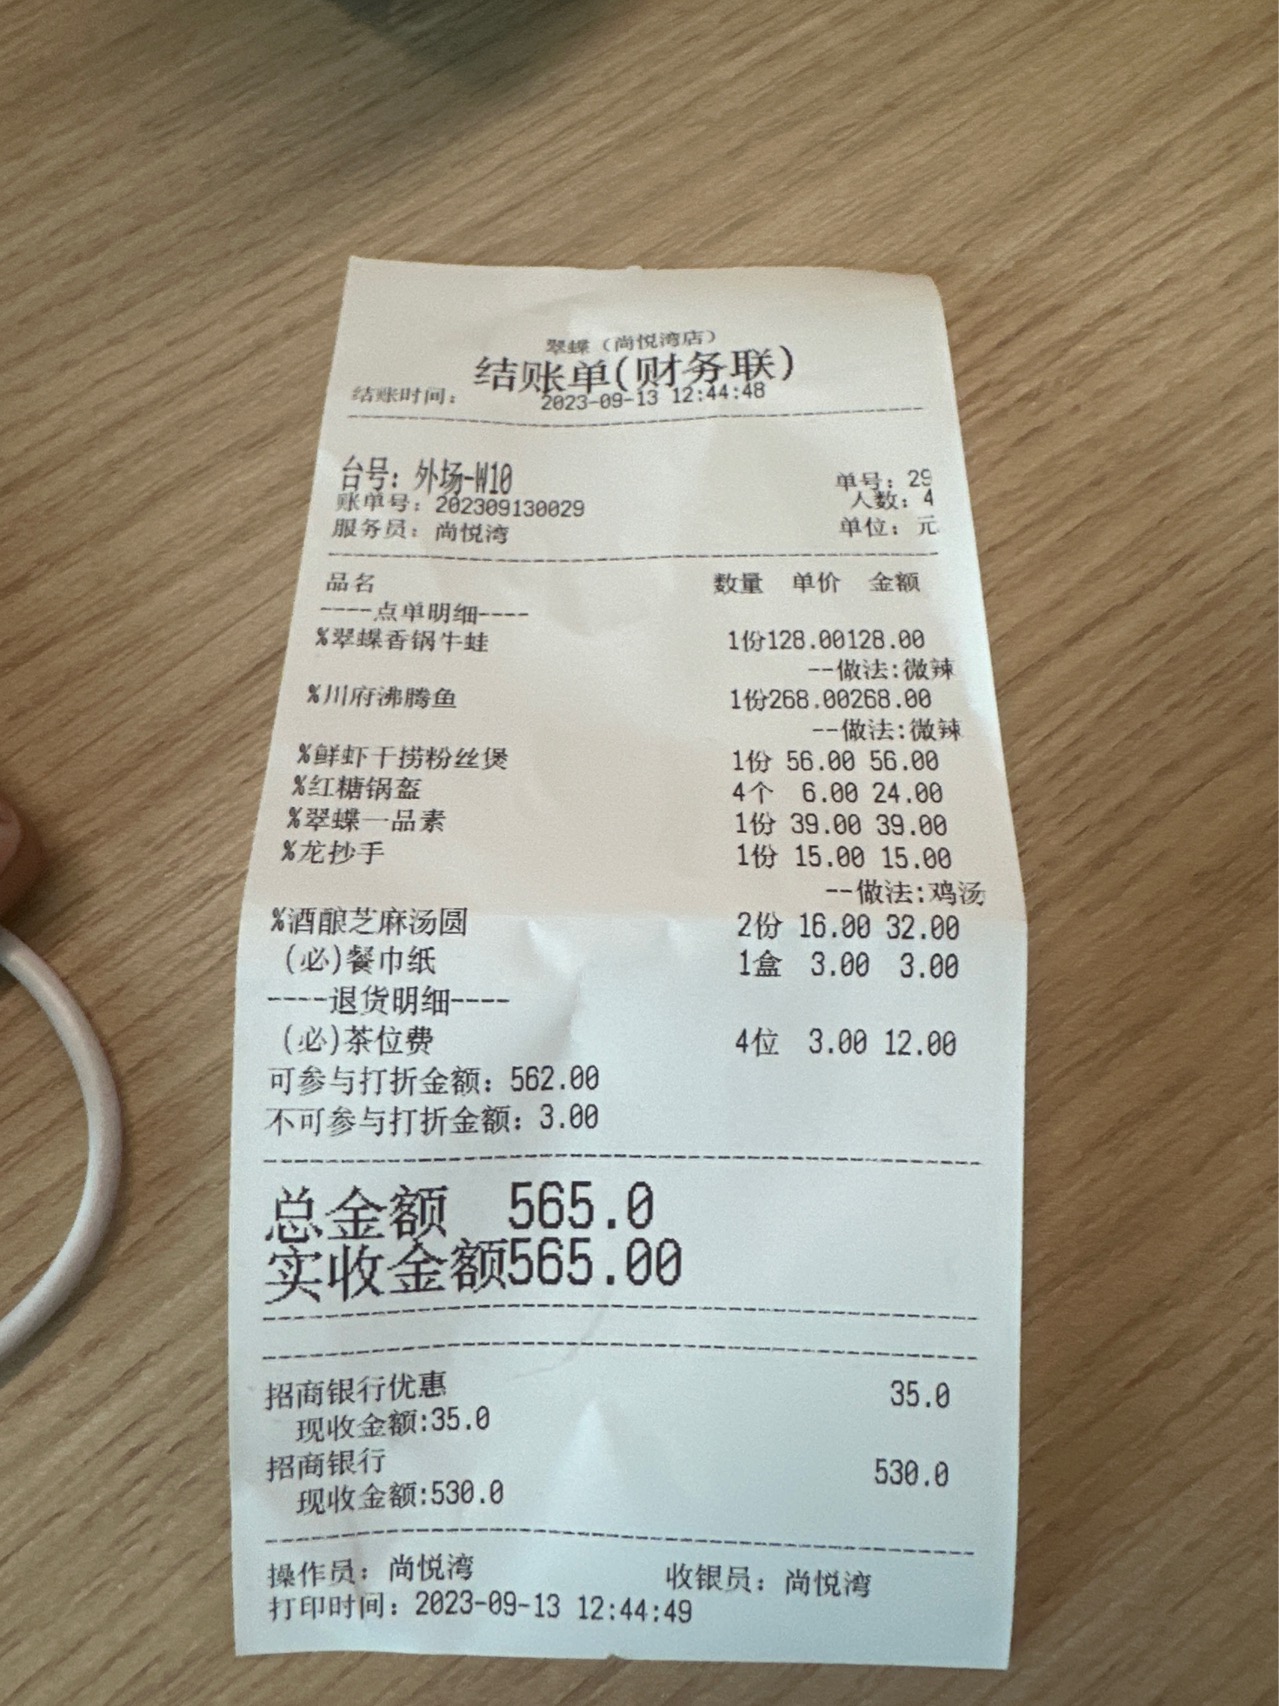 翠蝶（尚悦湾店）
结账单(财务联)
结账时间： 2023-09-13 12:44:48
台号：外场-W10 单号：29
账单号：202309130029 人数：4
服务员：尚悦湾 单位：元
品名 数量 单价 金额
----点单明细----
%翠蝶香锅牛蛙 1份128.00128.00
--做法:微辣
%川府沸腾鱼 1份268.00268.00
--做法:微辣
%鲜虾干捞粉丝煲 1份 56.00 56.00
%红糖锅盔 4个 6.00 24.00
%翠蝶一品素 1份 39.00 39.00
%龙抄手 1份 15.00 15.00
--做法:鸡汤
%酒酿芝麻汤圆 2份 16.00 32.00
(必)餐巾纸 1盒 3.00 3.00
----退货明细----
(必)茶位费 4位 3.00 12.00
可参与打折金额：562.00
不可参与打折金额：3.00
总金额 565.0
实收金额565.00
招商银行优惠 35.0
现收金额:35.0
招商银行 530.0
现收金额:530.0
操作员：尚悦湾 收银员：尚悦湾
打印时间：2023-09-13 12:44:49